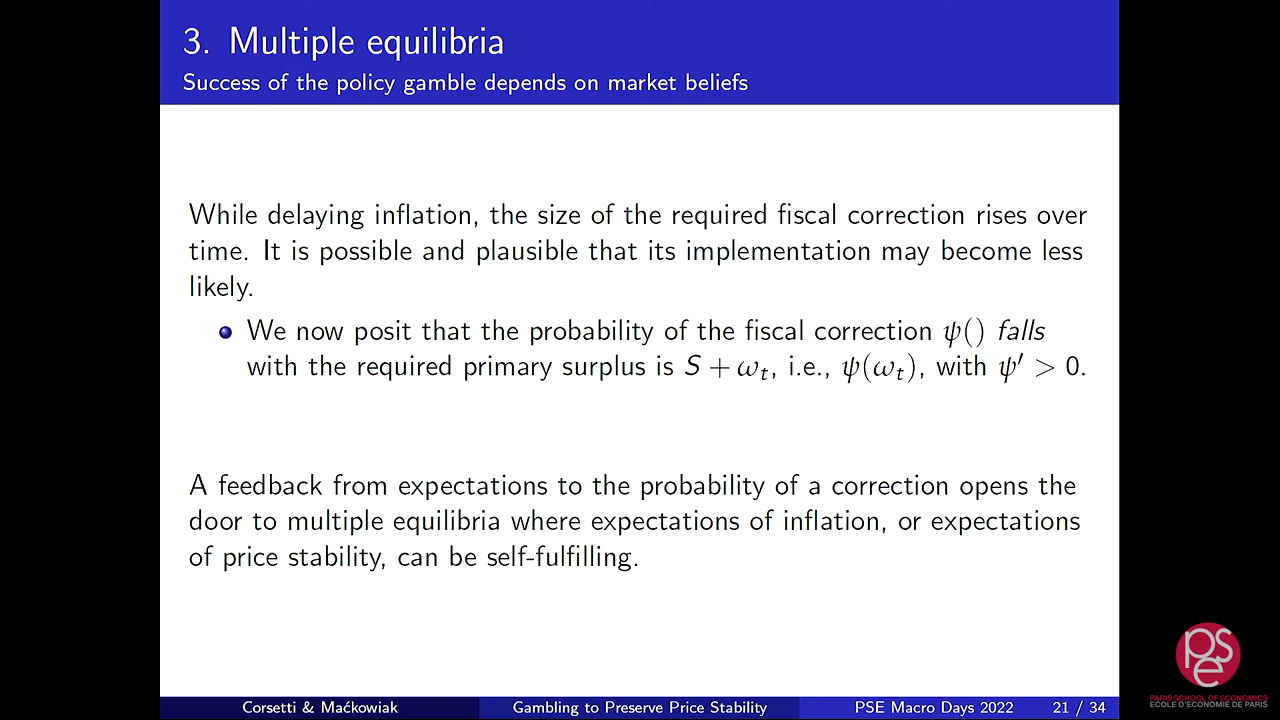 3. Multiple equilibria
Success of the policy gamble depends on market beliefs
While delaying inflation, the size of the required fiscal correction rises over
time. It is possible and plausible that its implementation may become less
likely.
We now posit that the probability of the fiscal correction ψ() falls
with the required primary surplus is S + ωₜ, i.e., ψ(ωₜ), with ψ′ > 0.
A feedback from expectations to the probability of a correction opens the
door to multiple equilibria where expectations of inflation, or expectations
of price stability, can be self-fulfilling.
pse
PARIS SCHOOL OF ECONOMICS
ECOLE D'ECONOMIE DE PARIS
Corsetti & Maćkowiak Gambling to Preserve Price Stability PSE Macro Days 2022 21 / 34